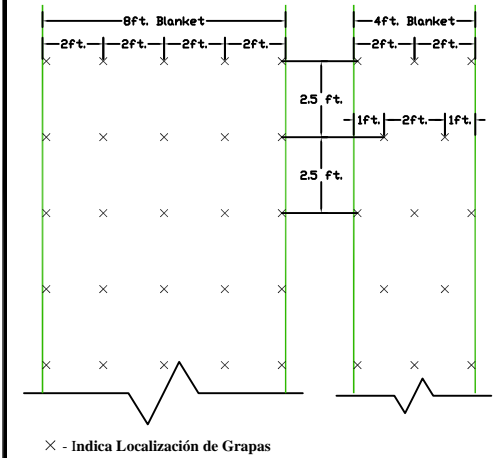 8ft. Blanket
4ft. Blanket
2ft. 2ft. 2ft. 2ft.
2ft. 2ft.
2.5 ft.
1ft. 2ft. 1ft.
2.5 ft.
× - Indica Localización de Grapas